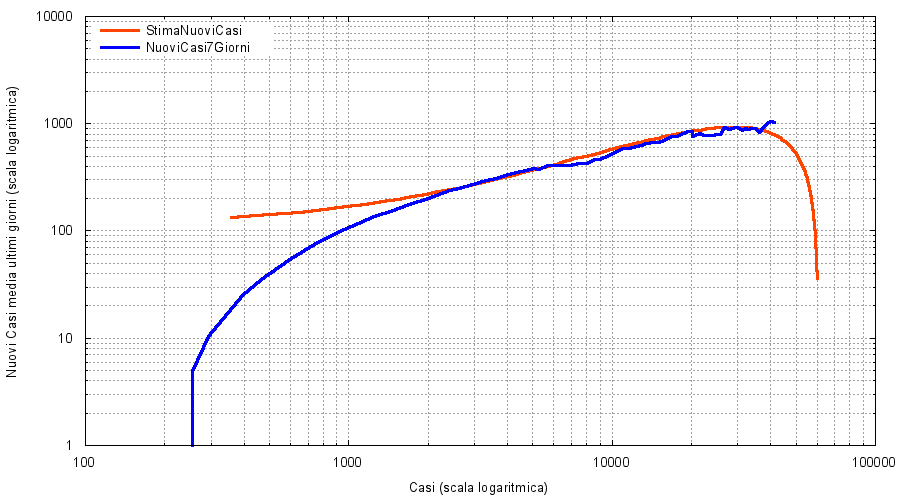 10000
1000
100
10
1
StimaNuoviCasi
NuoviCasi7Giorni
Nuovi Casi media ultimi giorni (scala logaritmica)
100
1000
10000
100000
Casi (scala logaritmica)